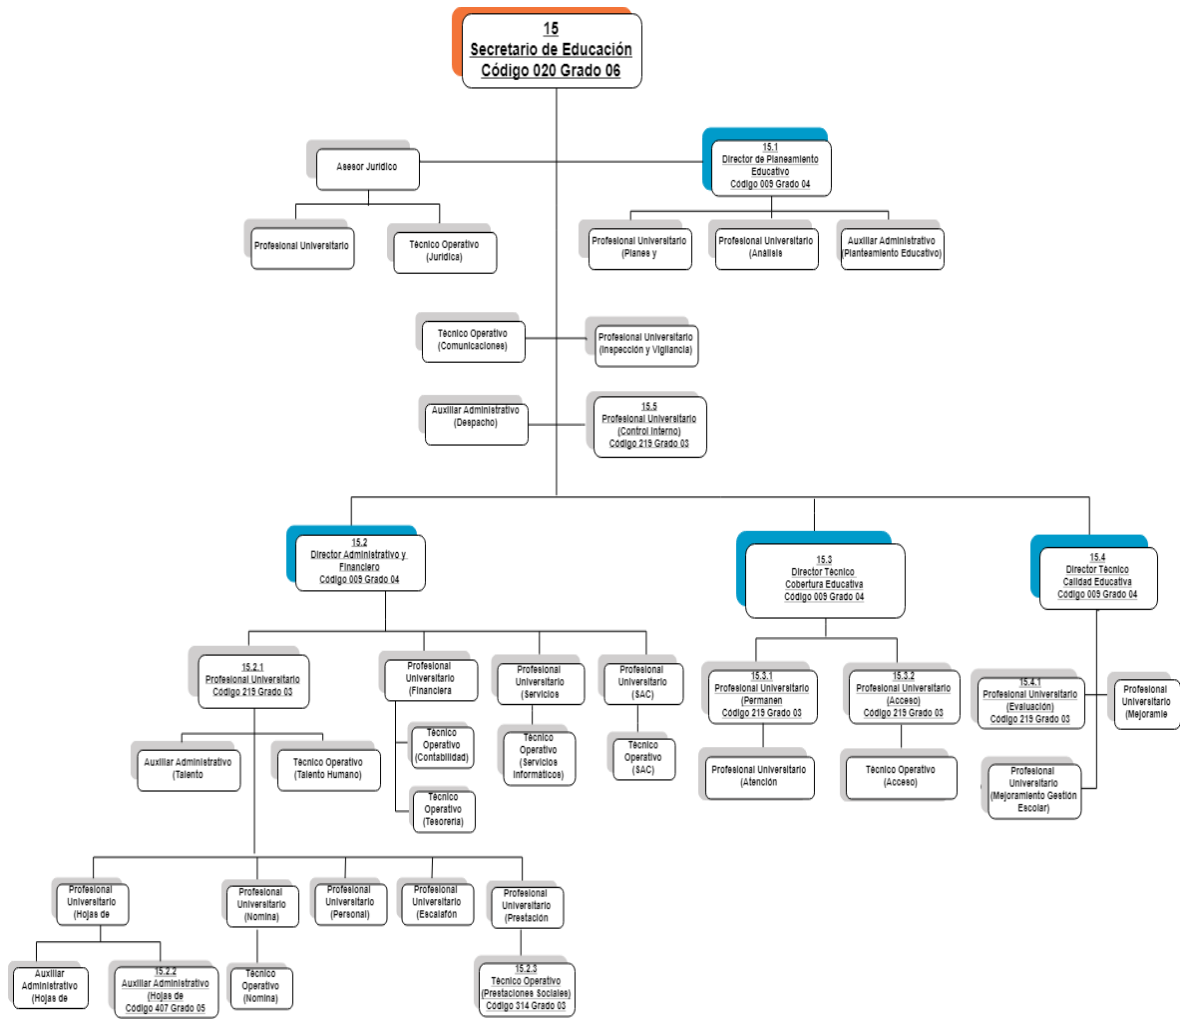 15
Secretario de Educación
Código 020 Grado 06
Asesor Jurídico
15.1
Director de Planeamiento
Educativo
Código 009 Grado 04
Profesional Universitario
Técnico Operativo
(Jurídica)
Profesional Universitario
(Planes y
Profesional Universitario
(Análisis
Auxiliar Administrativo
(Planteamiento Educativo)
Técnico Operativo
(Comunicaciones)
Profesional Universitario
(Inspección y Vigilancia)
Auxiliar Administrativo
(Despacho)
15.5
Profesional Universitario
(Control Interno)
Código 219 Grado 03
15.2
Director Administrativo y
Financiero
Código 009 Grado 04
15.3
Director Técnico
Cobertura Educativa
Código 009 Grado 04
15.4
Director Técnico
Calidad Educativa
Código 009 Grado 04
15.2.1
Profesional Universitario
Código 219 Grado 03
Profesional
Universitario
(Financiera
Profesional
Universitario
(Servicios
Profesional
Universitario
(SAC)
15.3.1
Profesional Universitario
(Permanen
Código 219 Grado 03
15.3.2
Profesional Universitario
(Acceso)
Código 219 Grado 03
15.4.1
Profesional Universitario
(Evaluación)
Código 219 Grado 03
Profesional
Universitario
(Mejoramie
Auxiliar Administrativo
(Talento
Técnico Operativo
(Talento Humano)
Técnico
Operativo
(Contabilidad)
Técnico
Operativo
(Servicios
Informáticos)
Técnico
Operativo
(SAC)
Profesional Universitario
(Atención
Técnico Operativo
(Acceso)
Profesional
Universitario
(Mejoramiento Gestión
Escolar)
Técnico
Operativo
(Tesorería)
Profesional
Universitario
(Hojas de
Profesional
Universitario
(Nomina)
Profesional
Universitario
(Personal)
Profesional
Universitario
(Escalafón
Profesional
Universitario
(Prestación
Auxiliar
Administrativo
(Hojas de
15.2.2
Auxiliar Administrativo
(Hojas de
Código 407 Grado 05
Técnico
Operativo
(Nomina)
15.2.3
Técnico Operativo
(Prestaciones Sociales)
Código 314 Grado 03